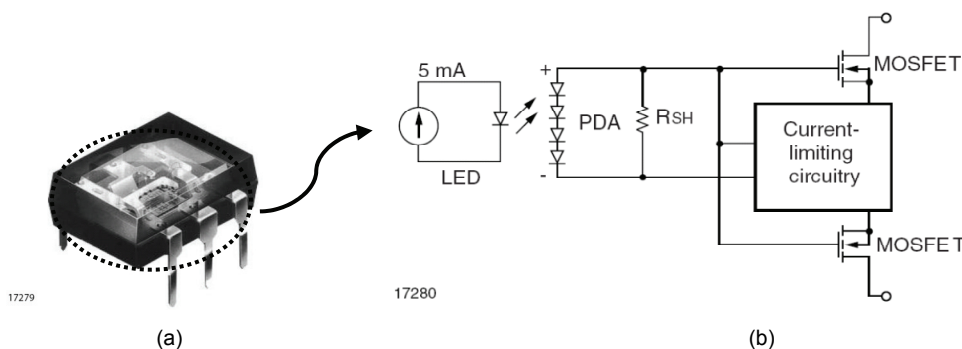 5 mA
LED
+
-
PDA
RSH
MOSFET
Current-
limiting
circuitry
MOSFET
17279
17280
(a)
(b)